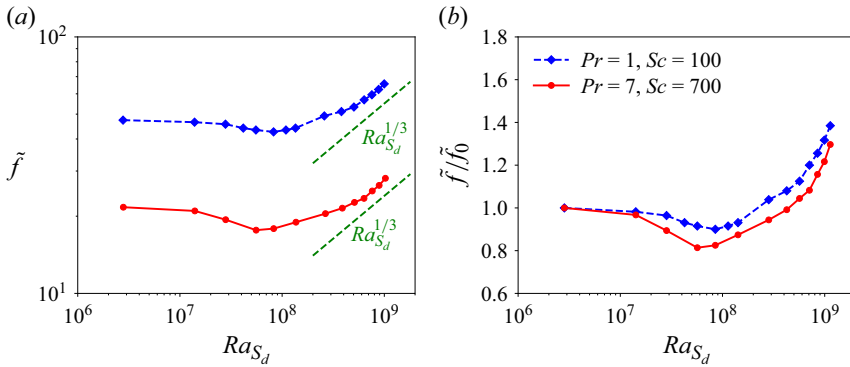 (a)
10²
10¹
f̃
Ra_{S_d}^{1/3}
Ra_{S_d}^{1/3}
10⁶ 10⁷ 10⁸ 10⁹
Ra_{S_d}
(b)
1.8
1.6
1.4
1.2
1.0
0.8
0.6
f̃/f̃₀
Pr = 1, Sc = 100
Pr = 7, Sc = 700
10⁶ 10⁷ 10⁸ 10⁹
Ra_{S_d}